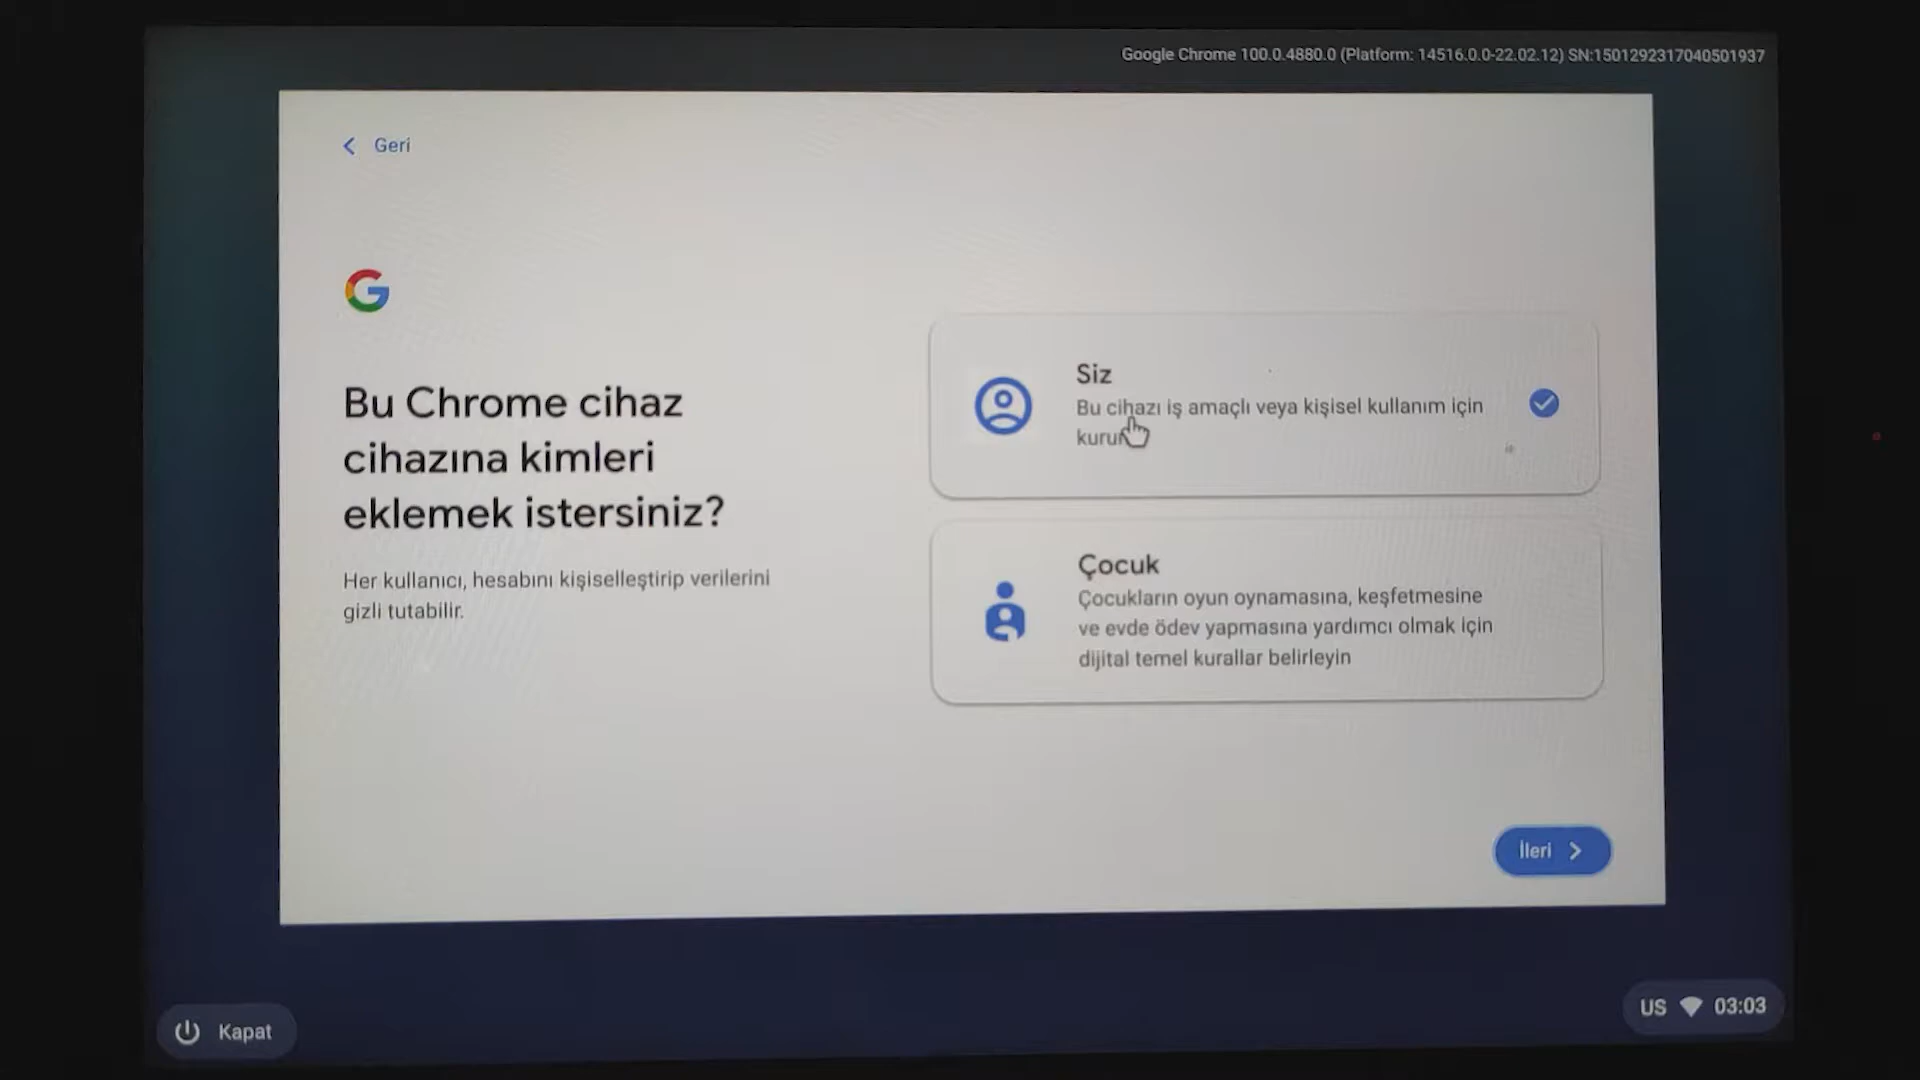 Google Chrome 100.0.4880.0 (Platform: 14516.0.0-22.02.12) SN:1501292317040501937
Geri
Bu Chrome cihaz
cihazına kimleri
eklemek istersiniz?
Her kullanıcı, hesabını kişiselleştirip verilerini
gizli tutabilir.
Siz
Bu cihazı iş amaçlı veya kişisel kullanım için
Çocuk
Çocukların oyun oynamasına, keşfetmesine
ve evde ödev yapmasına yardımcı olmak için
dijital temel kurallar belirleyin
İleri
Kapat
US 03:03